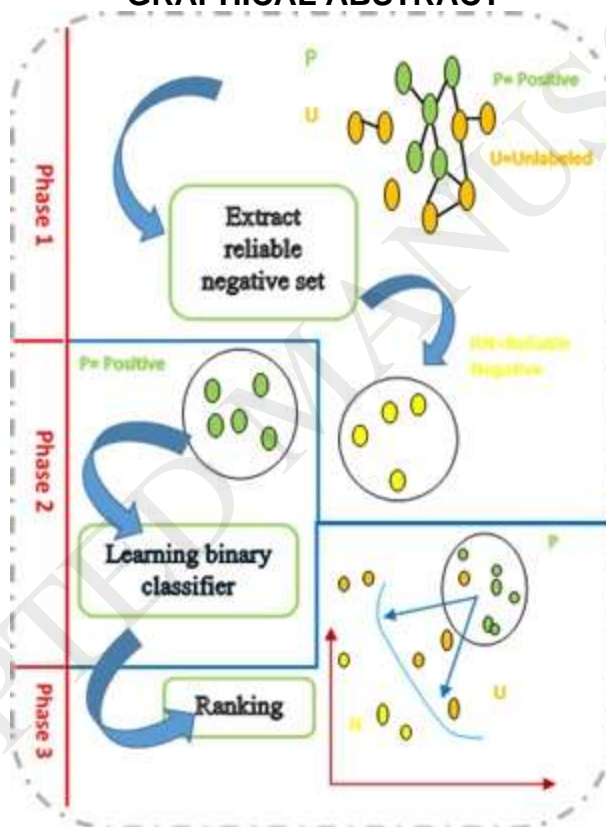 GRAPHICAL ABSTRACT
P
P= Positive
U
U=Unlabeled
Phase 1
Extract
reliable
negative set
RN=Reliable
Negative
P= Positive
Phase 2
Learning binary
classifier
P
U
N
Phase 3
Ranking